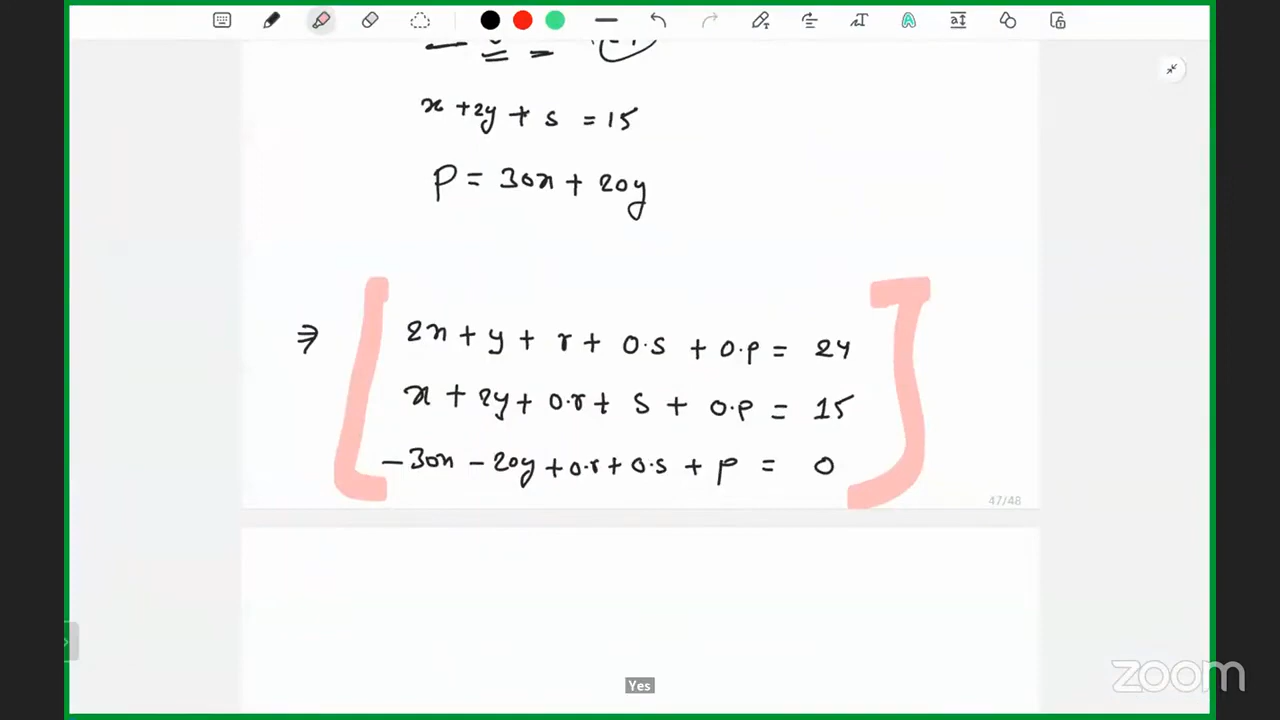 x + 2y + s = 15
P = 30x + 20y
⇒ 2x + y + r + 0·s + 0·p = 24
x + 2y + 0·r + s + 0·p = 15
-30x - 20y + 0·r + 0·s + p = 0
47/48
Yes
zoom